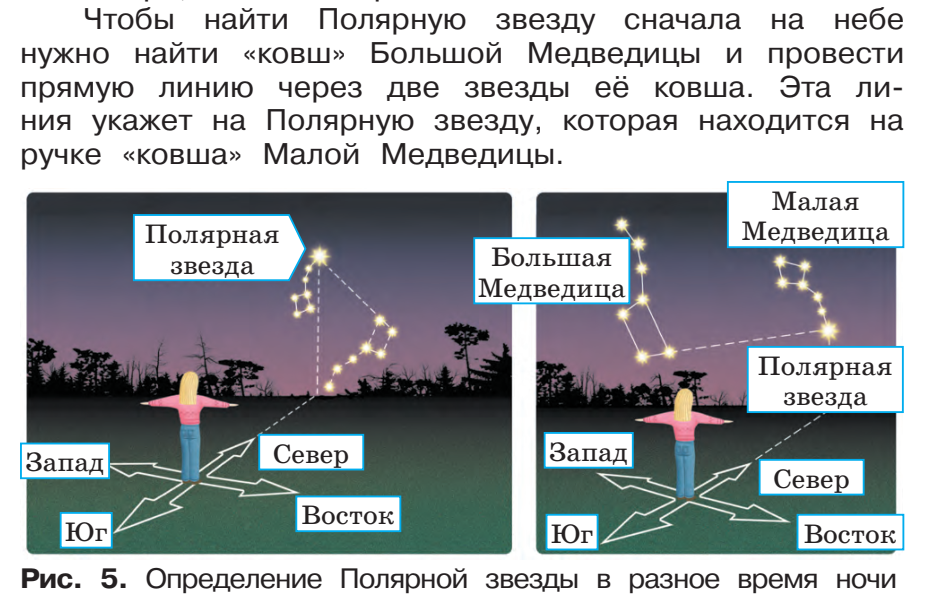 Чтобы найти Полярную звезду сначала на небе
нужно найти «ковш» Большой Медведицы и провести
прямую линию через две звезды её ковша. Эта ли-
ния укажет на Полярную звезду, которая находится на
ручке «ковша» Малой Медведицы.
Полярная
звезда
Север
Запад
Восток
Юг
Малая
Медведица
Большая
Медведица
Полярная
звезда
Запад
Север
Юг
Восток
Рис. 5. Определение Полярной звезды в разное время ночи